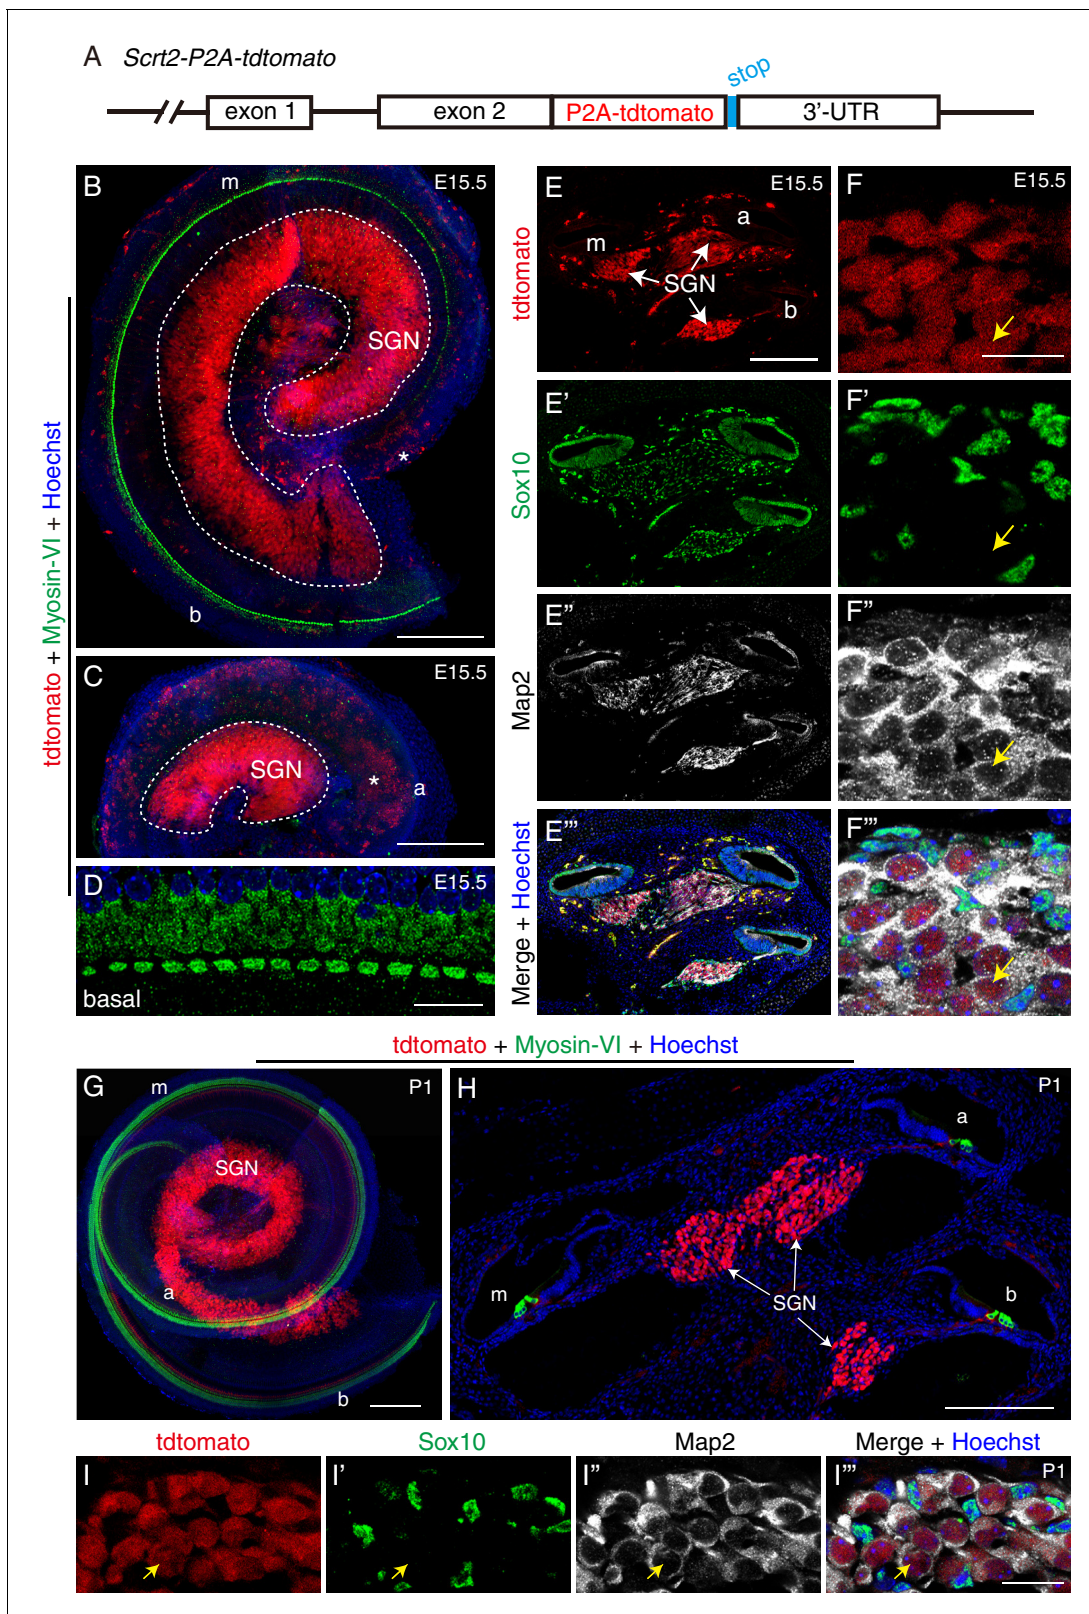 A Scrt2-P2A-tdtomato
stop
exon 1 exon 2 P2A-tdtomato 3'-UTR
tdtomato + Myosin-VI + Hoechst
B m E15.5
SGN
*
b
C E15.5
SGN
*
a
D E15.5
basal
tdtomato
E E15.5
a
m
SGN
b
F E15.5
Sox10
E'
F'
Map2
E''
F''
Merge + Hoechst
E'''
F'''
tdtomato + Myosin-VI + Hoechst
G m P1
SGN
a
b
H P1
a
m
SGN
b
tdtomato Sox10 Map2 Merge + Hoechst
I I' I'' I''' P1